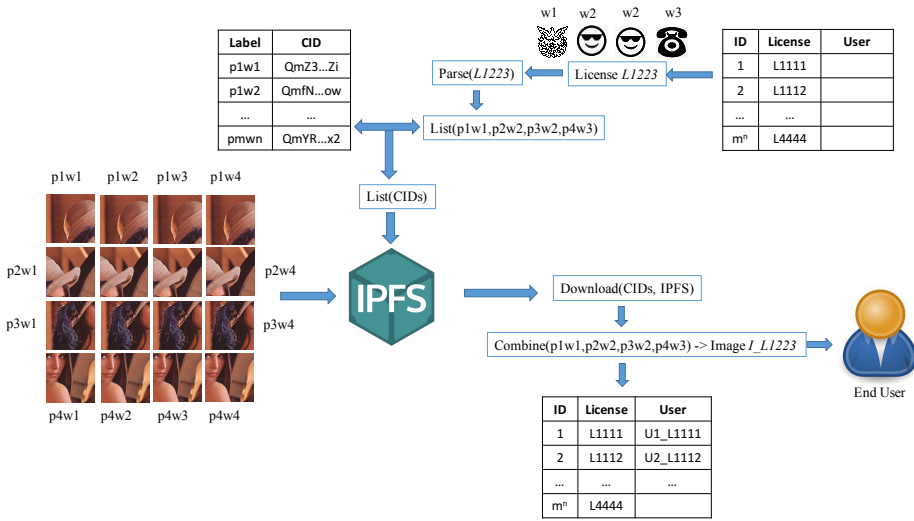 w1 w2 w2 w3
Label CID
p1w1 QmZ3...Zi
p1w2 QmfN...ow
... ...
pmwn QmYR...x2
Parse(L1223)
License L1223
ID License User
1 L1111
2 L1112
... ...
mⁿ L4444
List(p1w1,p2w2,p3w2,p4w3)
List(CIDs)
p1w1 p1w2 p1w3 p1w4
p2w1 p2w4
p3w1 p3w4
p4w1 p4w2 p4w3 p4w4
IPFS
Download(CIDs, IPFS)
Combine(p1w1,p2w2,p3w2,p4w3) -> Image I_L1223
End User
ID License User
1 L1111 U1_L1111
2 L1112 U2_L1112
... ... ...
mⁿ L4444